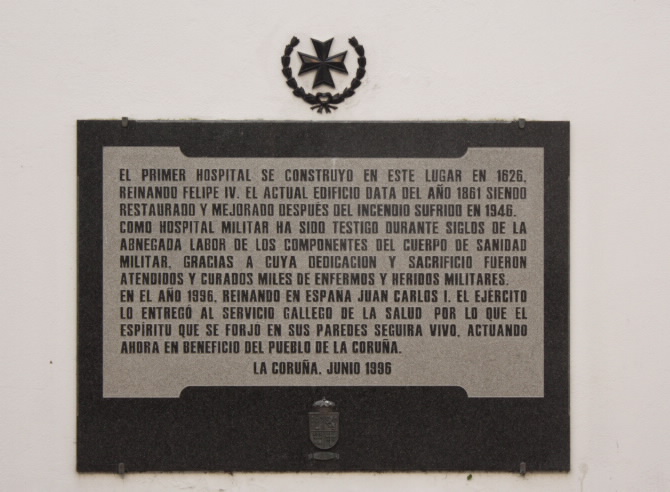 EL PRIMER HOSPITAL SE CONSTRUYO EN ESTE LUGAR EN 1626,
REINANDO FELIPE IV. EL ACTUAL EDIFICIO DATA DEL AÑO 1861 SIENDO
RESTAURADO Y MEJORADO DESPUÉS DEL INCENDIO SUFRIDO EN 1946.
COMO HOSPITAL MILITAR HA SIDO TESTIGO DURANTE SIGLOS DE LA
ABNEGADA LABOR DE LOS COMPONENTES DEL CUERPO DE SANIDAD
MILITAR, GRACIAS A CUYA DEDICACION Y SACRIFICIO FUERON
ATENDIDOS Y CURADOS MILES DE ENFERMOS Y HERIDOS MILITARES.
EN EL AÑO 1996, REINANDO EN ESPAÑA JUAN CARLOS I. EL EJÉRCITO
LO ENTREGÓ AL SERVICIO GALLEGO DE LA SALUD POR LO QUE EL
ESPÍRITU QUE SE FORJO EN SUS PAREDES SEGUIRA VIVO, ACTUANDO
AHORA EN BENEFICIO DEL PUEBLO DE LA CORUÑA.
LA CORUÑA, JUNIO 1996